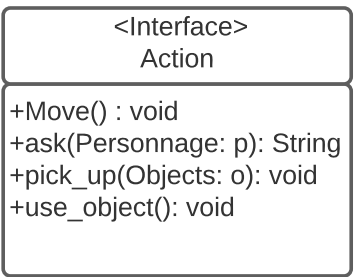 <Interface>
Action
+Move() : void
+ask(Personnage: p): String
+pick_up(Objects: o): void
+use_object(): void